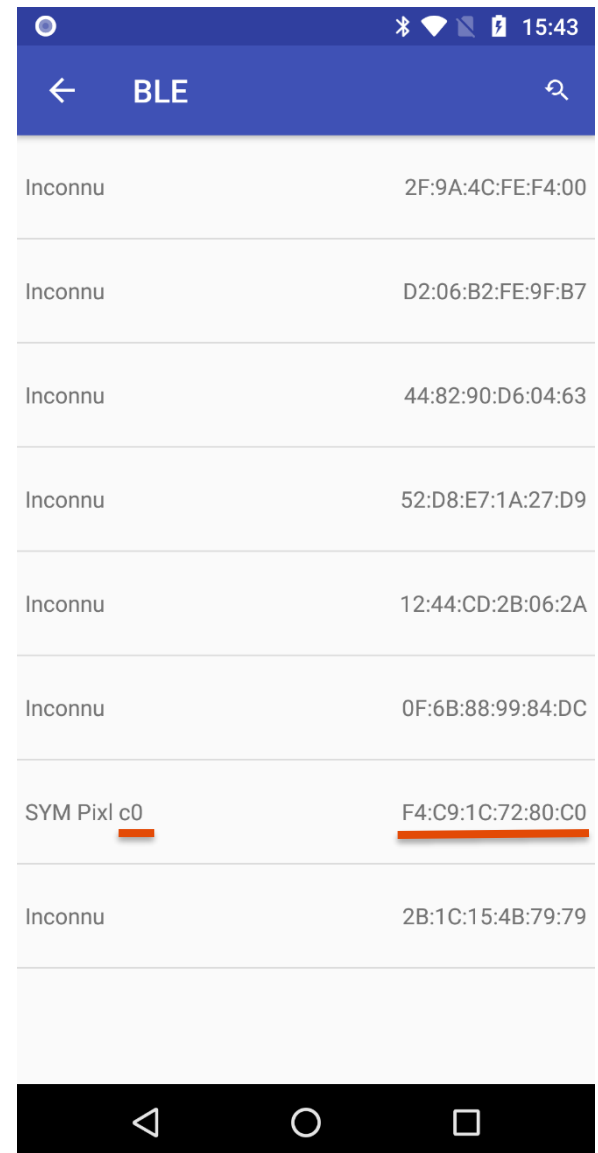 15:43
BLE
Inconnu 2F:9A:4C:FE:F4:00
Inconnu D2:06:B2:FE:9F:B7
Inconnu 44:82:90:D6:04:63
Inconnu 52:D8:E7:1A:27:D9
Inconnu 12:44:CD:2B:06:2A
Inconnu 0F:6B:88:99:84:DC
SYM Pixl c0 F4:C9:1C:72:80:C0
Inconnu 2B:1C:15:4B:79:79